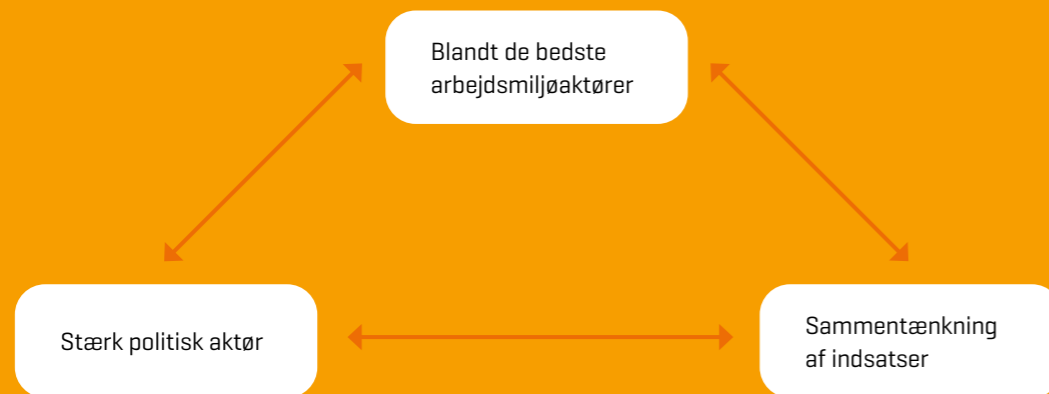 Blandt de bedste
arbejdsmiljøaktører
Stærk politisk aktør
Sammentænkning
af indsatser